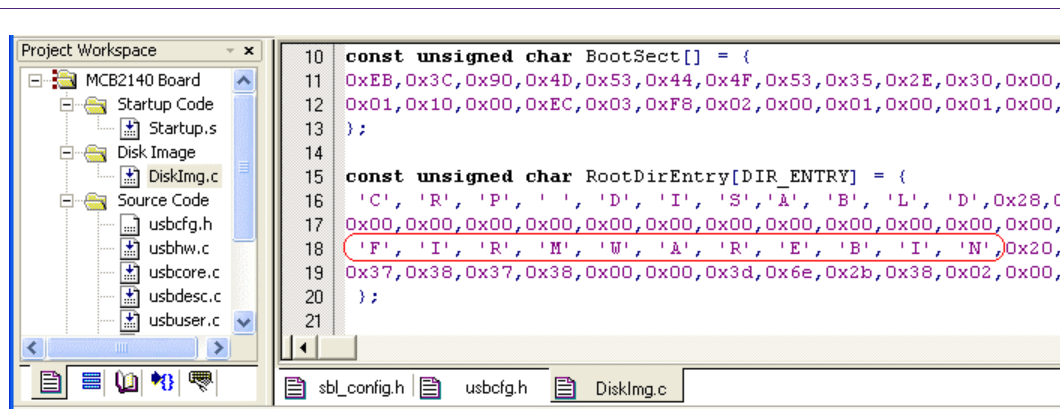 Project Workspace
MCB2140 Board
Startup Code
Startup.s
Disk Image
DiskImg.c
Source Code
usbcfg.h
usbhw.c
usbcore.c
usbdesc.c
usbuser.c
10 const unsigned char BootSect[] = {
11 0xEB,0x3C,0x90,0x4D,0x53,0x44,0x4F,0x53,0x35,0x2E,0x30,0x00,
12 0x01,0x10,0x00,0xEC,0x03,0xF8,0x02,0x00,0x01,0x00,0x01,0x00,
13 };
14
15 const unsigned char RootDirEntry[DIR_ENTRY] = {
16 'C', 'R', 'P', ' ', 'D', 'I', 'S','A', 'B', 'L', 'D',0x28,0
17 0x00,0x00,0x00,0x00,0x00,0x00,0x00,0x00,0x00,0x00,0x00,0x00,
18 'F', 'I', 'R', 'M', 'W', 'A', 'R', 'E', 'B', 'I', 'N',0x20,
19 0x37,0x38,0x37,0x38,0x00,0x00,0x3d,0x6e,0x2b,0x38,0x02,0x00,
20 };
21
sbl_config.h usbcfg.h DiskImg.c